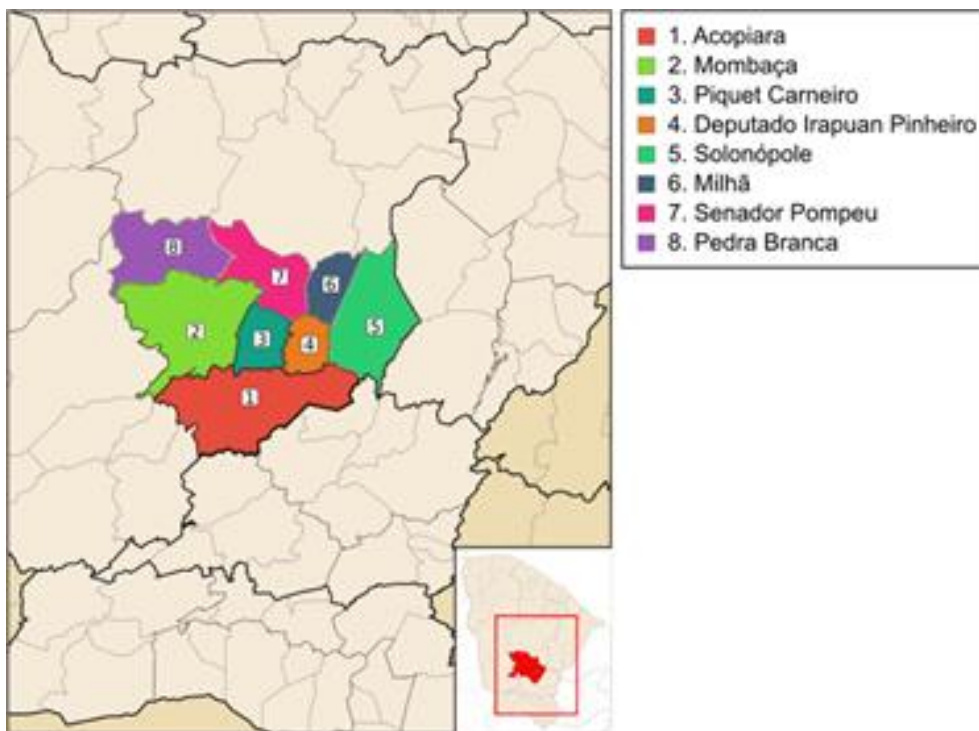 1. Acopiara
2. Mombaça
3. Piquet Carneiro
4. Deputado Irapuan Pinheiro
5. Solonópole
6. Milhã
7. Senador Pompeu
8. Pedra Branca
8
7
6
2
3
4
5
1